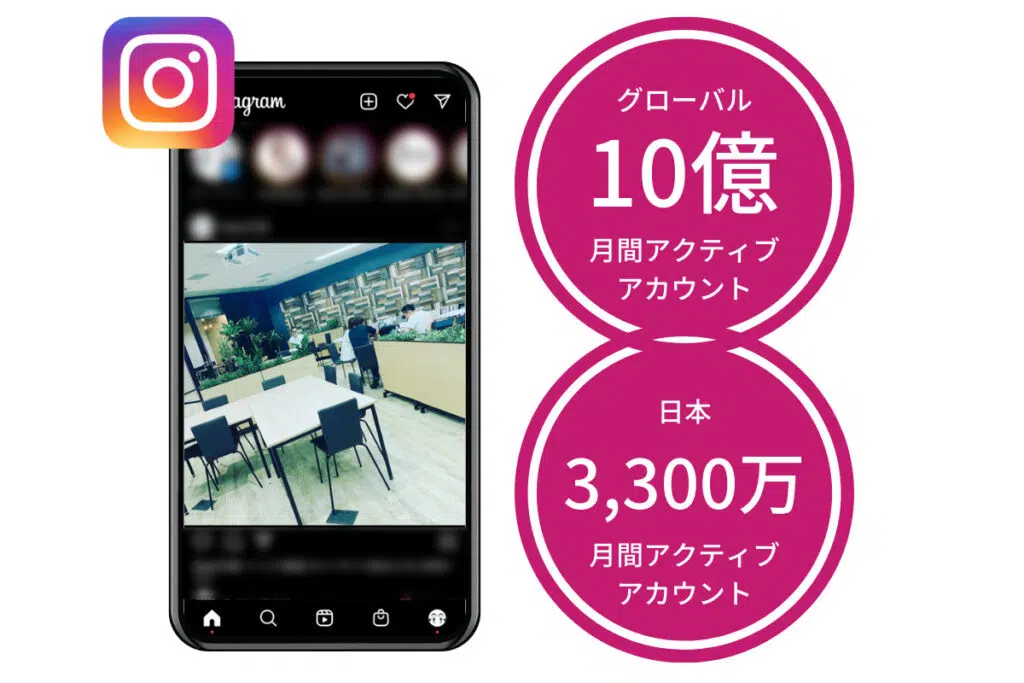 agram
グローバル
10億
月間アクティブ
アカウント
日本
3,300万
月間アクティブ
アカウント